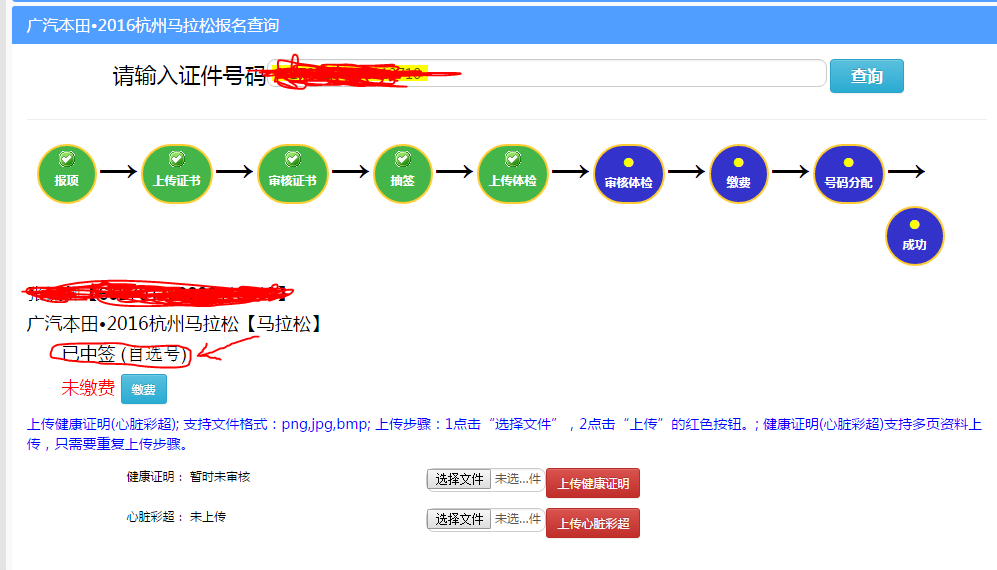 广汽本田•2016杭州马拉松报名查询
请输入证件号码 查询
报项 上传证书 审核证书 抽签 上传体检 审核体检 缴费 号码分配
成功
广汽本田•2016杭州马拉松【马拉松】
已中签 (自选号)
未缴费 缴费
上传健康证明(心脏彩超); 支持文件格式：png,jpg,bmp; 上传步骤：1点击“选择文件”，2点击“上传”的红色按钮。; 健康证明(心脏彩超)支持多页资料上
传，只需要重复上传步骤。
健康证明： 暂时未审核 选择文件 未选...件 上传健康证明
心脏彩超： 未上传 选择文件 未选...件 上传心脏彩超